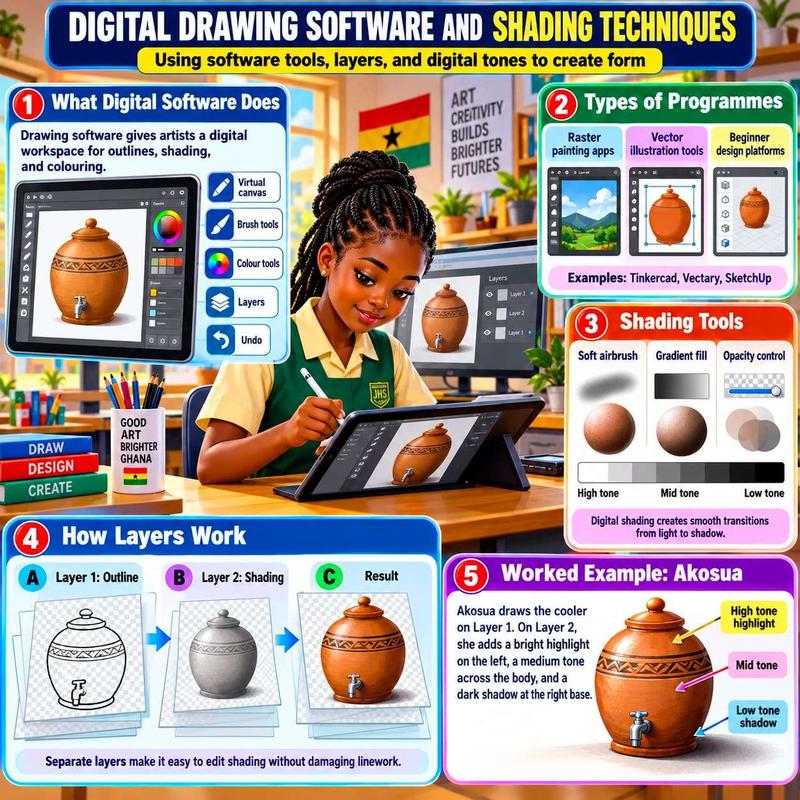 DIGITAL DRAWING SOFTWARE AND SHADING TECHNIQUES
Using software tools, layers, and digital tones to create form
1 What Digital Software Does
Drawing software gives artists a digital
workspace for outlines, shading,
and colouring.
Virtual
canvas
Brush tools
Colour tools
Layers
Undo
ART
CREATIVITY
BUILDS
BRIGHTER
FUTURES
2 Types of Programmes
Raster
painting apps
Vector
illustration tools
Beginner
design platforms
Examples: Tinkercad, Vectary, SketchUp
Layers
Layer 1
JHS
GOOD
ART
BRIGHTER
GHANA
DRAW
DESIGN
CREATE
3 Shading Tools
Soft airbrush
Gradient fill
Opacity control
High tone
Mid tone
Low tone
Digital shading creates smooth transitions
from light to shadow.
4 How Layers Work
A Layer 1: Outline
B Layer 2: Shading
C Result
Separate layers make it easy to edit shading without damaging linework.
5 Worked Example: Akosua
Akosua draws the cooler
on Layer 1. On Layer 2,
she adds a bright highlight
on the left, a medium tone
across the body, and a
dark shadow at the right base.
High tone
highlight
Mid tone
Low tone
shadow